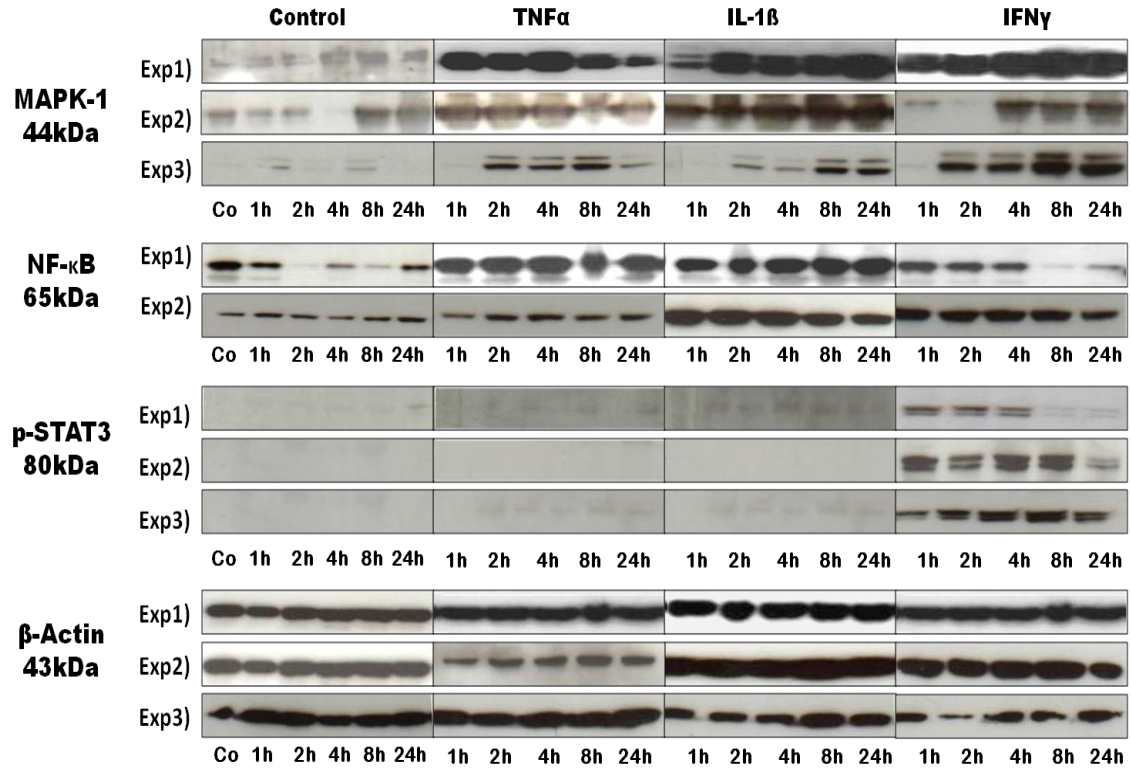 Control TNFα IL-1ß IFNγ
MAPK-1
44kDa
Exp1)
Exp2)
Exp3)
Co 1h 2h 4h 8h 24h 1h 2h 4h 8h 24h 1h 2h 4h 8h 24h 1h 2h 4h 8h 24h
NF-κB
65kDa
Exp1)
Exp2)
Co 1h 2h 4h 8h 24h 1h 2h 4h 8h 24h 1h 2h 4h 8h 24h 1h 2h 4h 8h 24h
p-STAT3
80kDa
Exp1)
Exp2)
Exp3)
Co 1h 2h 4h 8h 24h 1h 2h 4h 8h 24h 1h 2h 4h 8h 24h 1h 2h 4h 8h 24h
β-Actin
43kDa
Exp1)
Exp2)
Exp3)
Co 1h 2h 4h 8h 24h 1h 2h 4h 8h 24h 1h 2h 4h 8h 24h 1h 2h 4h 8h 24h